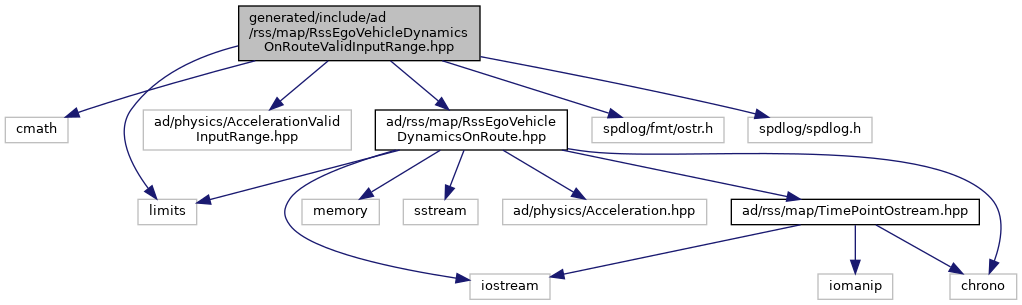 generated/include/ad
/rss/map/RssEgoVehicleDynamics
OnRouteValidInputRange.hpp
cmath
ad/physics/AccelerationValid
InputRange.hpp
ad/rss/map/RssEgoVehicle
DynamicsOnRoute.hpp
spdlog/fmt/ostr.h
spdlog/spdlog.h
limits
memory
sstream
ad/physics/Acceleration.hpp
ad/rss/map/TimePointOstream.hpp
iostream
iomanip
chrono